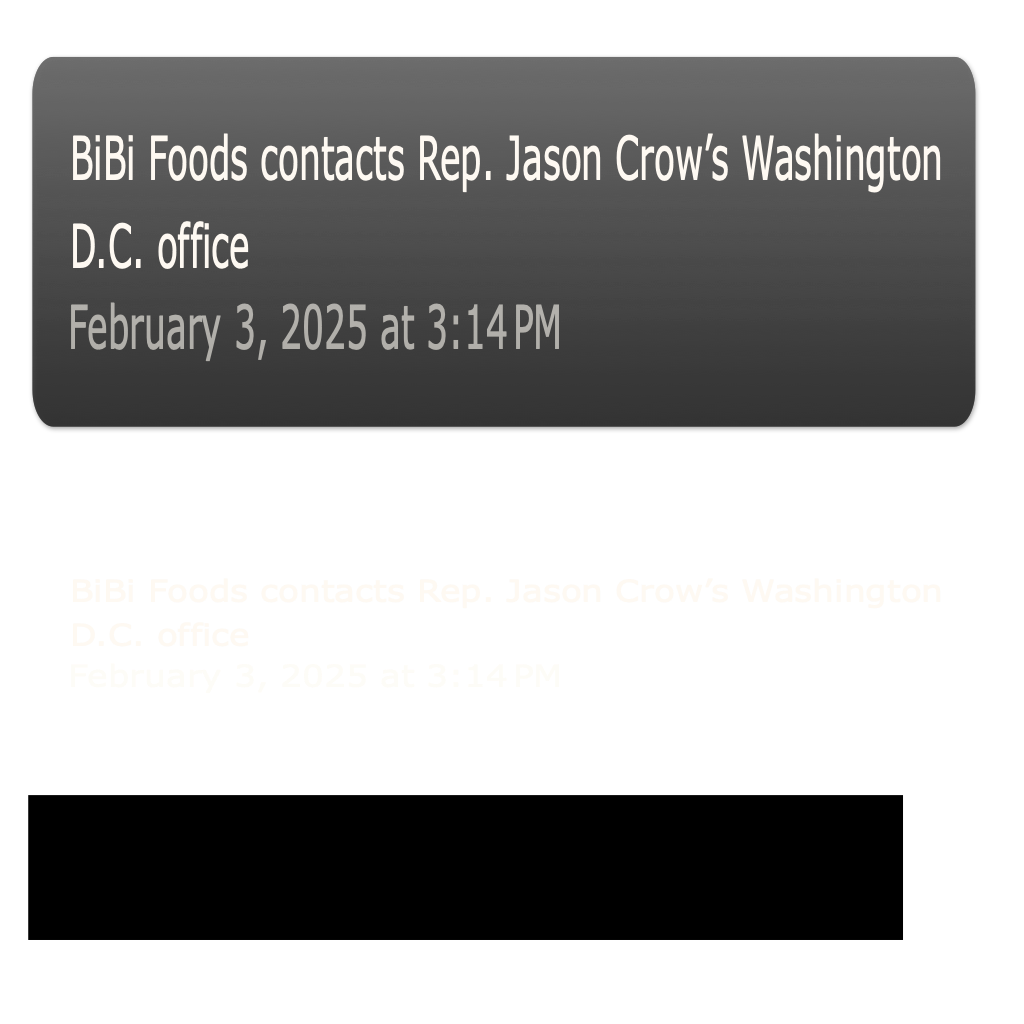 BiBi Foods contacts Rep. Jason Crow’s Washington
D.C. office
February 3, 2025 at 3:14 PM
BiBi Foods contacts Rep. Jason Crow’s Washington
D.C. office
February 3, 2025 at 3:14 PM